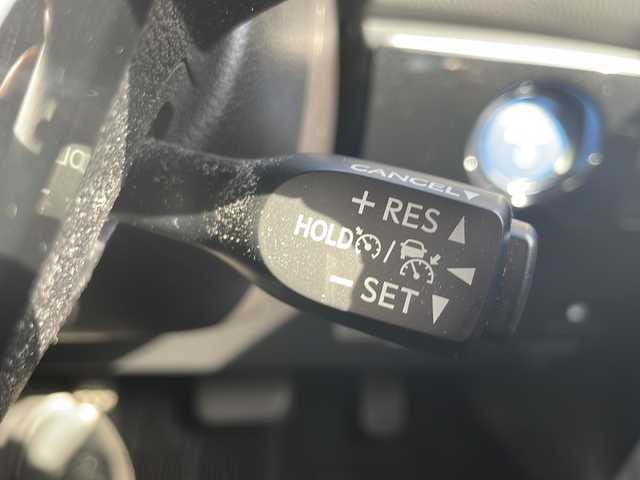 CANCEL
+ RES
HOLD /
− SET